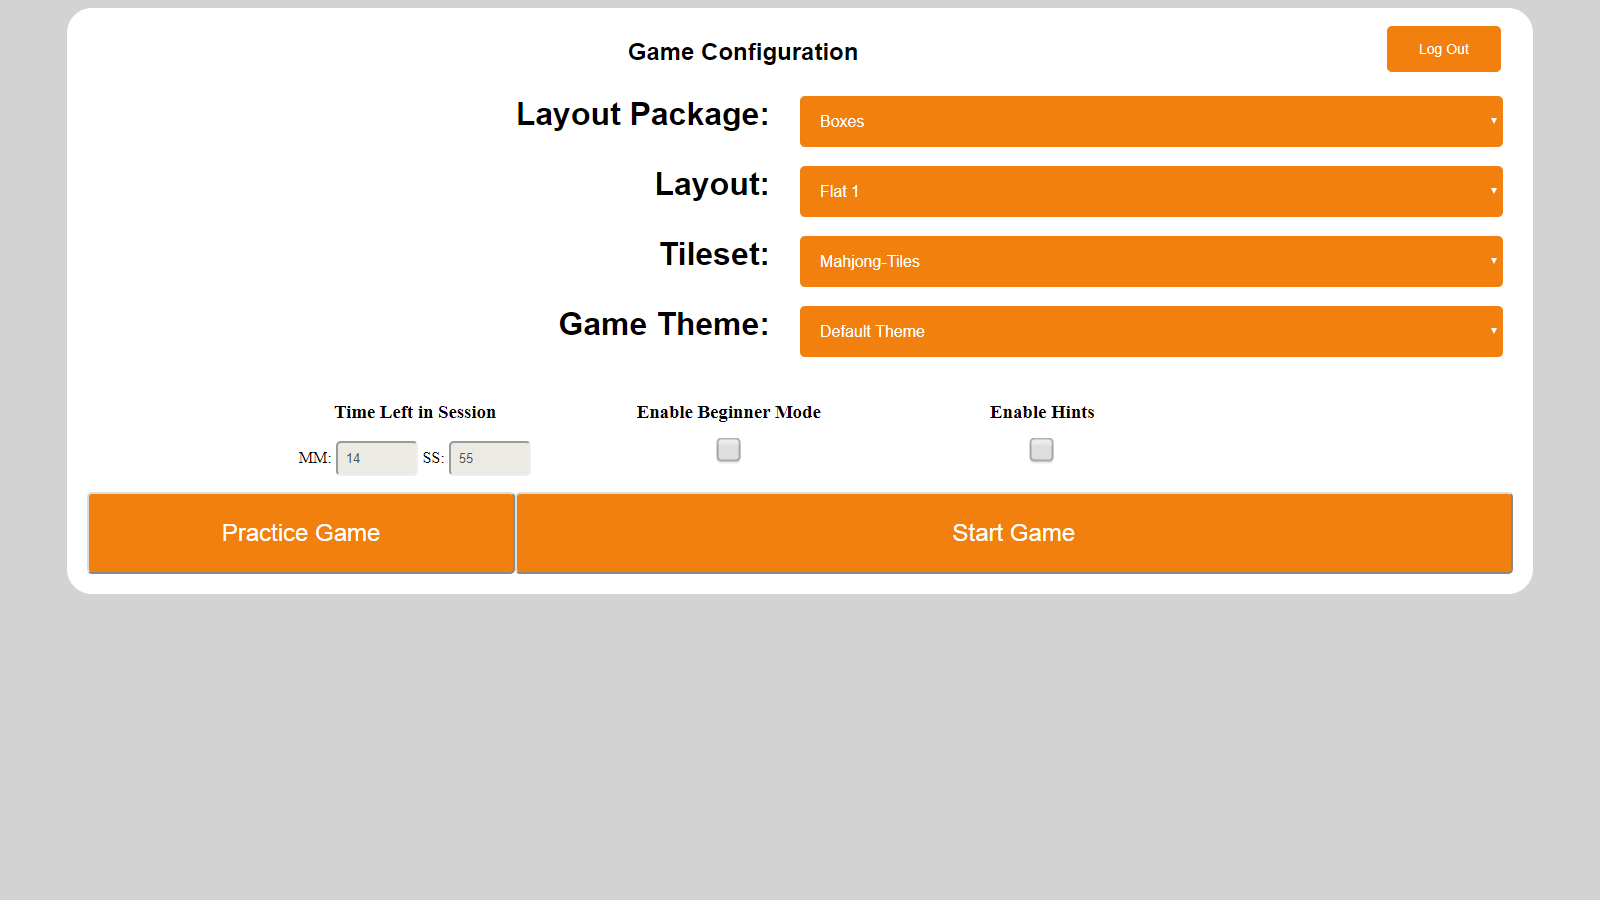 Game Configuration
Log Out
Layout Package:
Boxes
Layout:
Flat 1
Tileset:
Mahjong-Tiles
Game Theme:
Default Theme
Time Left in Session
Enable Beginner Mode
Enable Hints
MM: 14 SS: 55
Practice Game
Start Game